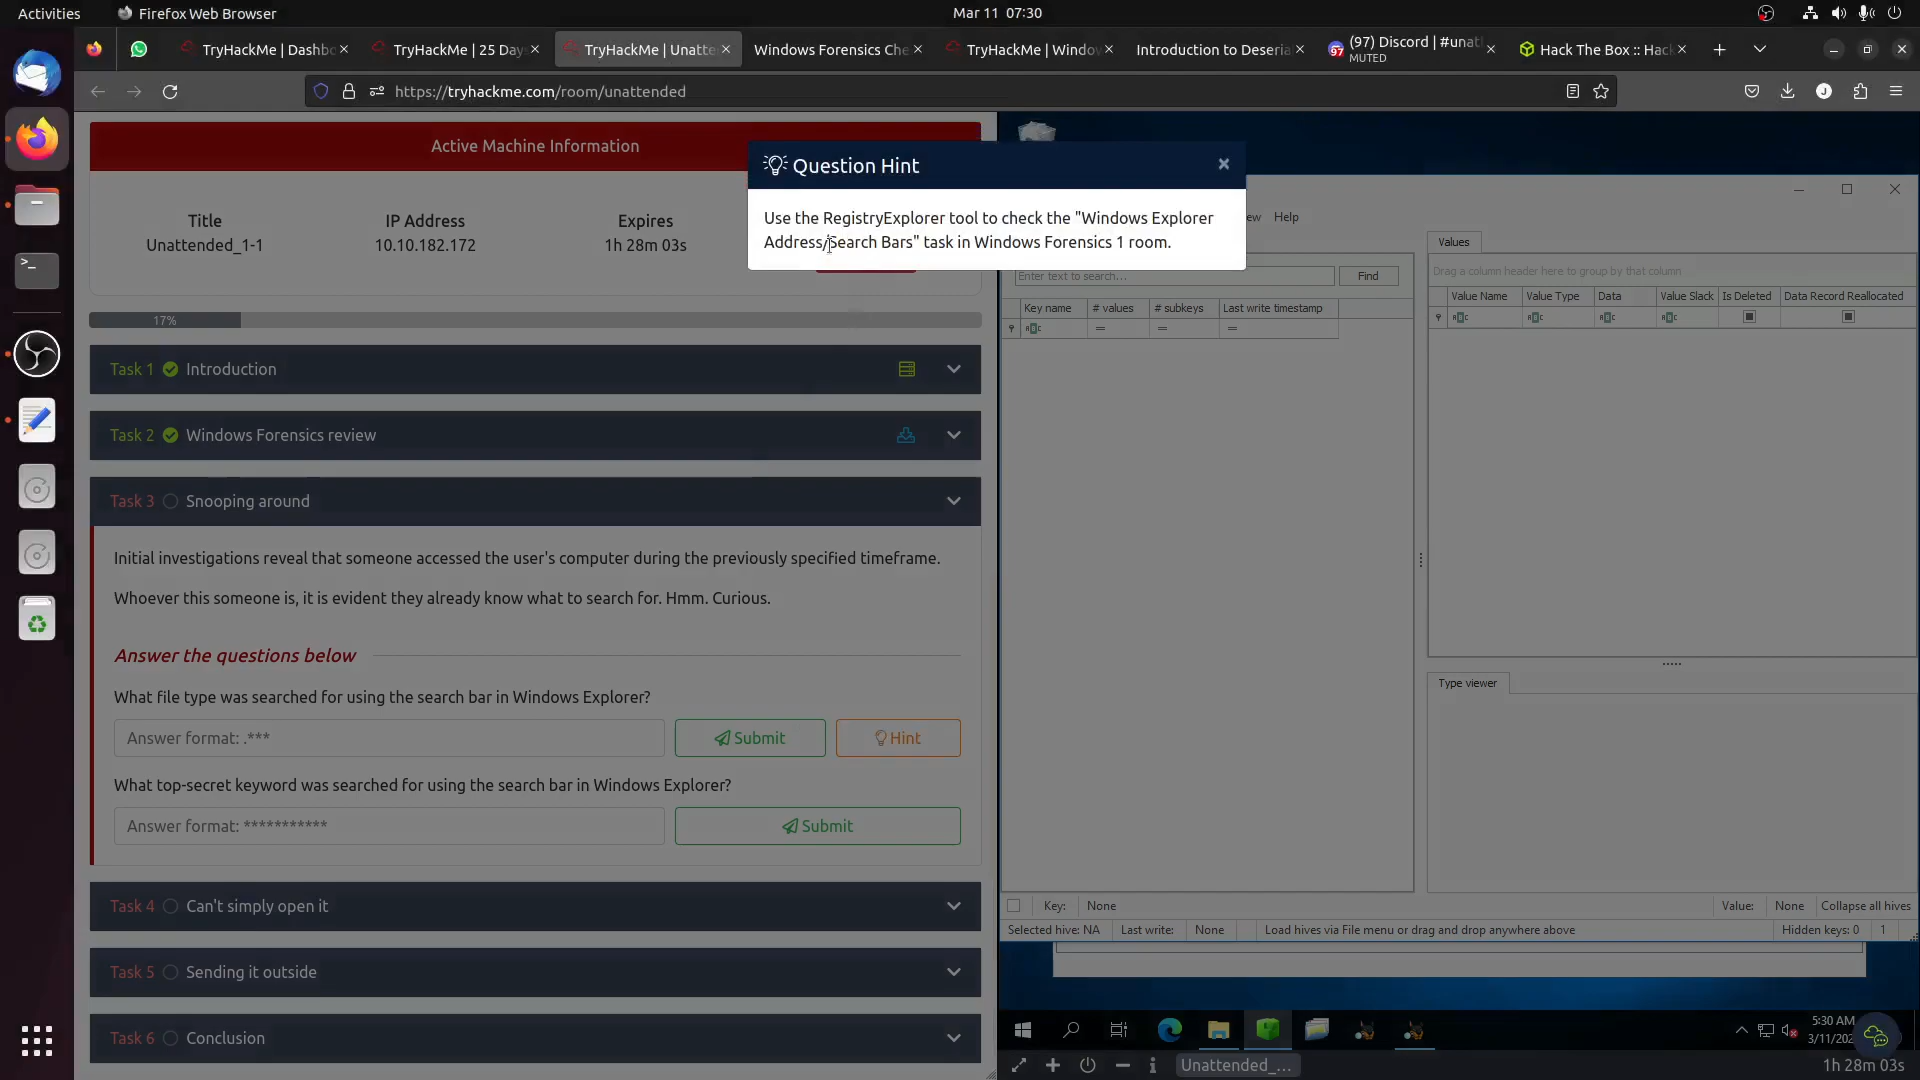 Activities
Firefox Web Browser
Mar 11 07:30
TryHackMe | Dashbo
TryHackMe | 25 Day
TryHackMe | Unatte
Windows Forensics Che
TryHackMe | Window
Introduction to Deseria
(97) Discord | #unat
MUTED
Hack The Box :: Hac
https://tryhackme.com/room/unattended
Active Machine Information
Title
IP Address
Expires
Unattended_1-1
10.10.182.172
1h 28m 03s
17%
Task 1 Introduction
Task 2 Windows Forensics review
Task 3 Snooping around
Initial investigations reveal that someone accessed the user's computer during the previously specified timeframe.
Whoever this someone is, it is evident they already know what to search for. Hmm. Curious.
Answer the questions below
What file type was searched for using the search bar in Windows Explorer?
Answer format: .***
Submit
Hint
What top-secret keyword was searched for using the search bar in Windows Explorer?
Answer format: ***********
Submit
Task 4 Can't simply open it
Task 5 Sending it outside
Task 6 Conclusion
Question Hint
×
Use the RegistryExplorer tool to check the "Windows Explorer
Address/Search Bars" task in Windows Forensics 1 room.
ew Help
Enter text to search...
Find
Key name
# values
# subkeys
Last write timestamp
Values
Drag a column header here to group by that column
Value Name
Value Type
Data
Value Slack
Is Deleted
Data Record Reallocated
Type viewer
Key: None
Value: None
Collapse all hives
Selected hive: NA
Last write: None
Load hives via File menu or drag and drop anywhere above
Hidden keys: 0
1
5:30 AM
3/11/202
Unattended_...
1h 28m 03s